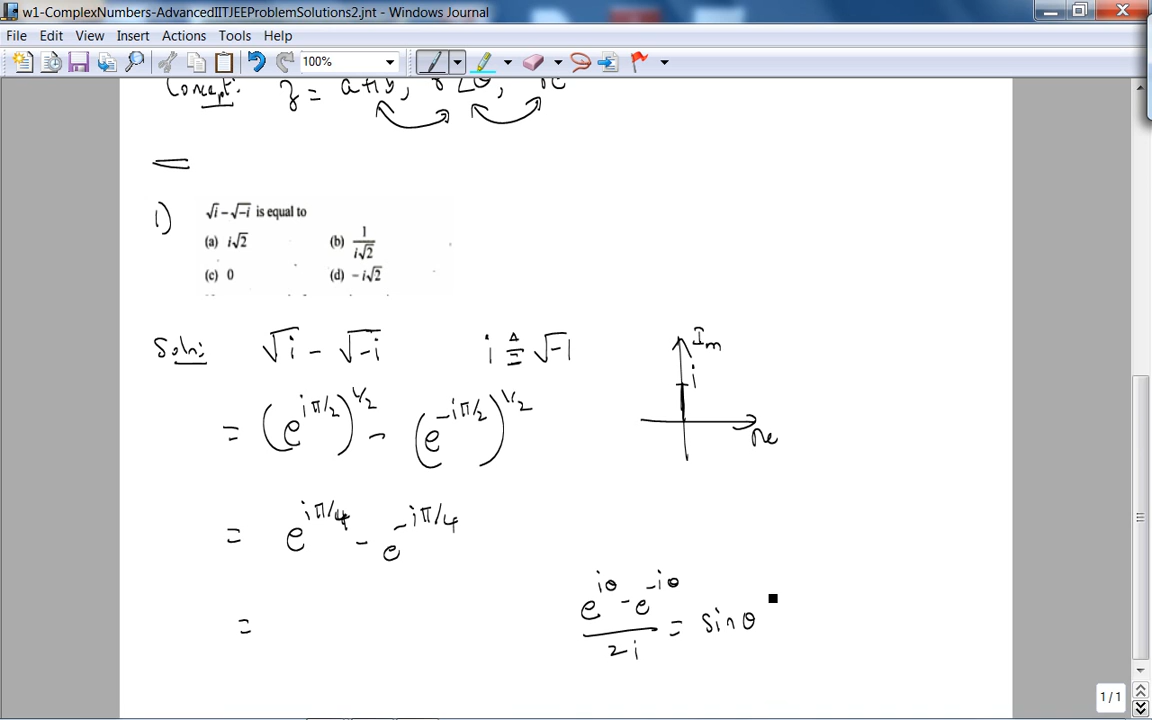 w1-ComplexNumbers-AdvancedIITJEEProblemSolutions2.jnt - Windows Journal
File Edit View Insert Actions Tools Help
100%
Concept: z = a+ib, r∠θ,
1) √i - √-i is equal to
(a) i√2 (b) 1/(i√2)
(c) 0 (d) -i√2
Soln: √i - √-i i ≜ √-1
Im
i
Re
= (e^(iπ/2))^(1/2) - (e^(-iπ/2))^(1/2)
= e^(iπ/4) - e^(-iπ/4)
= (e^(iθ) - e^(-iθ))/2i = sinθ
1/1